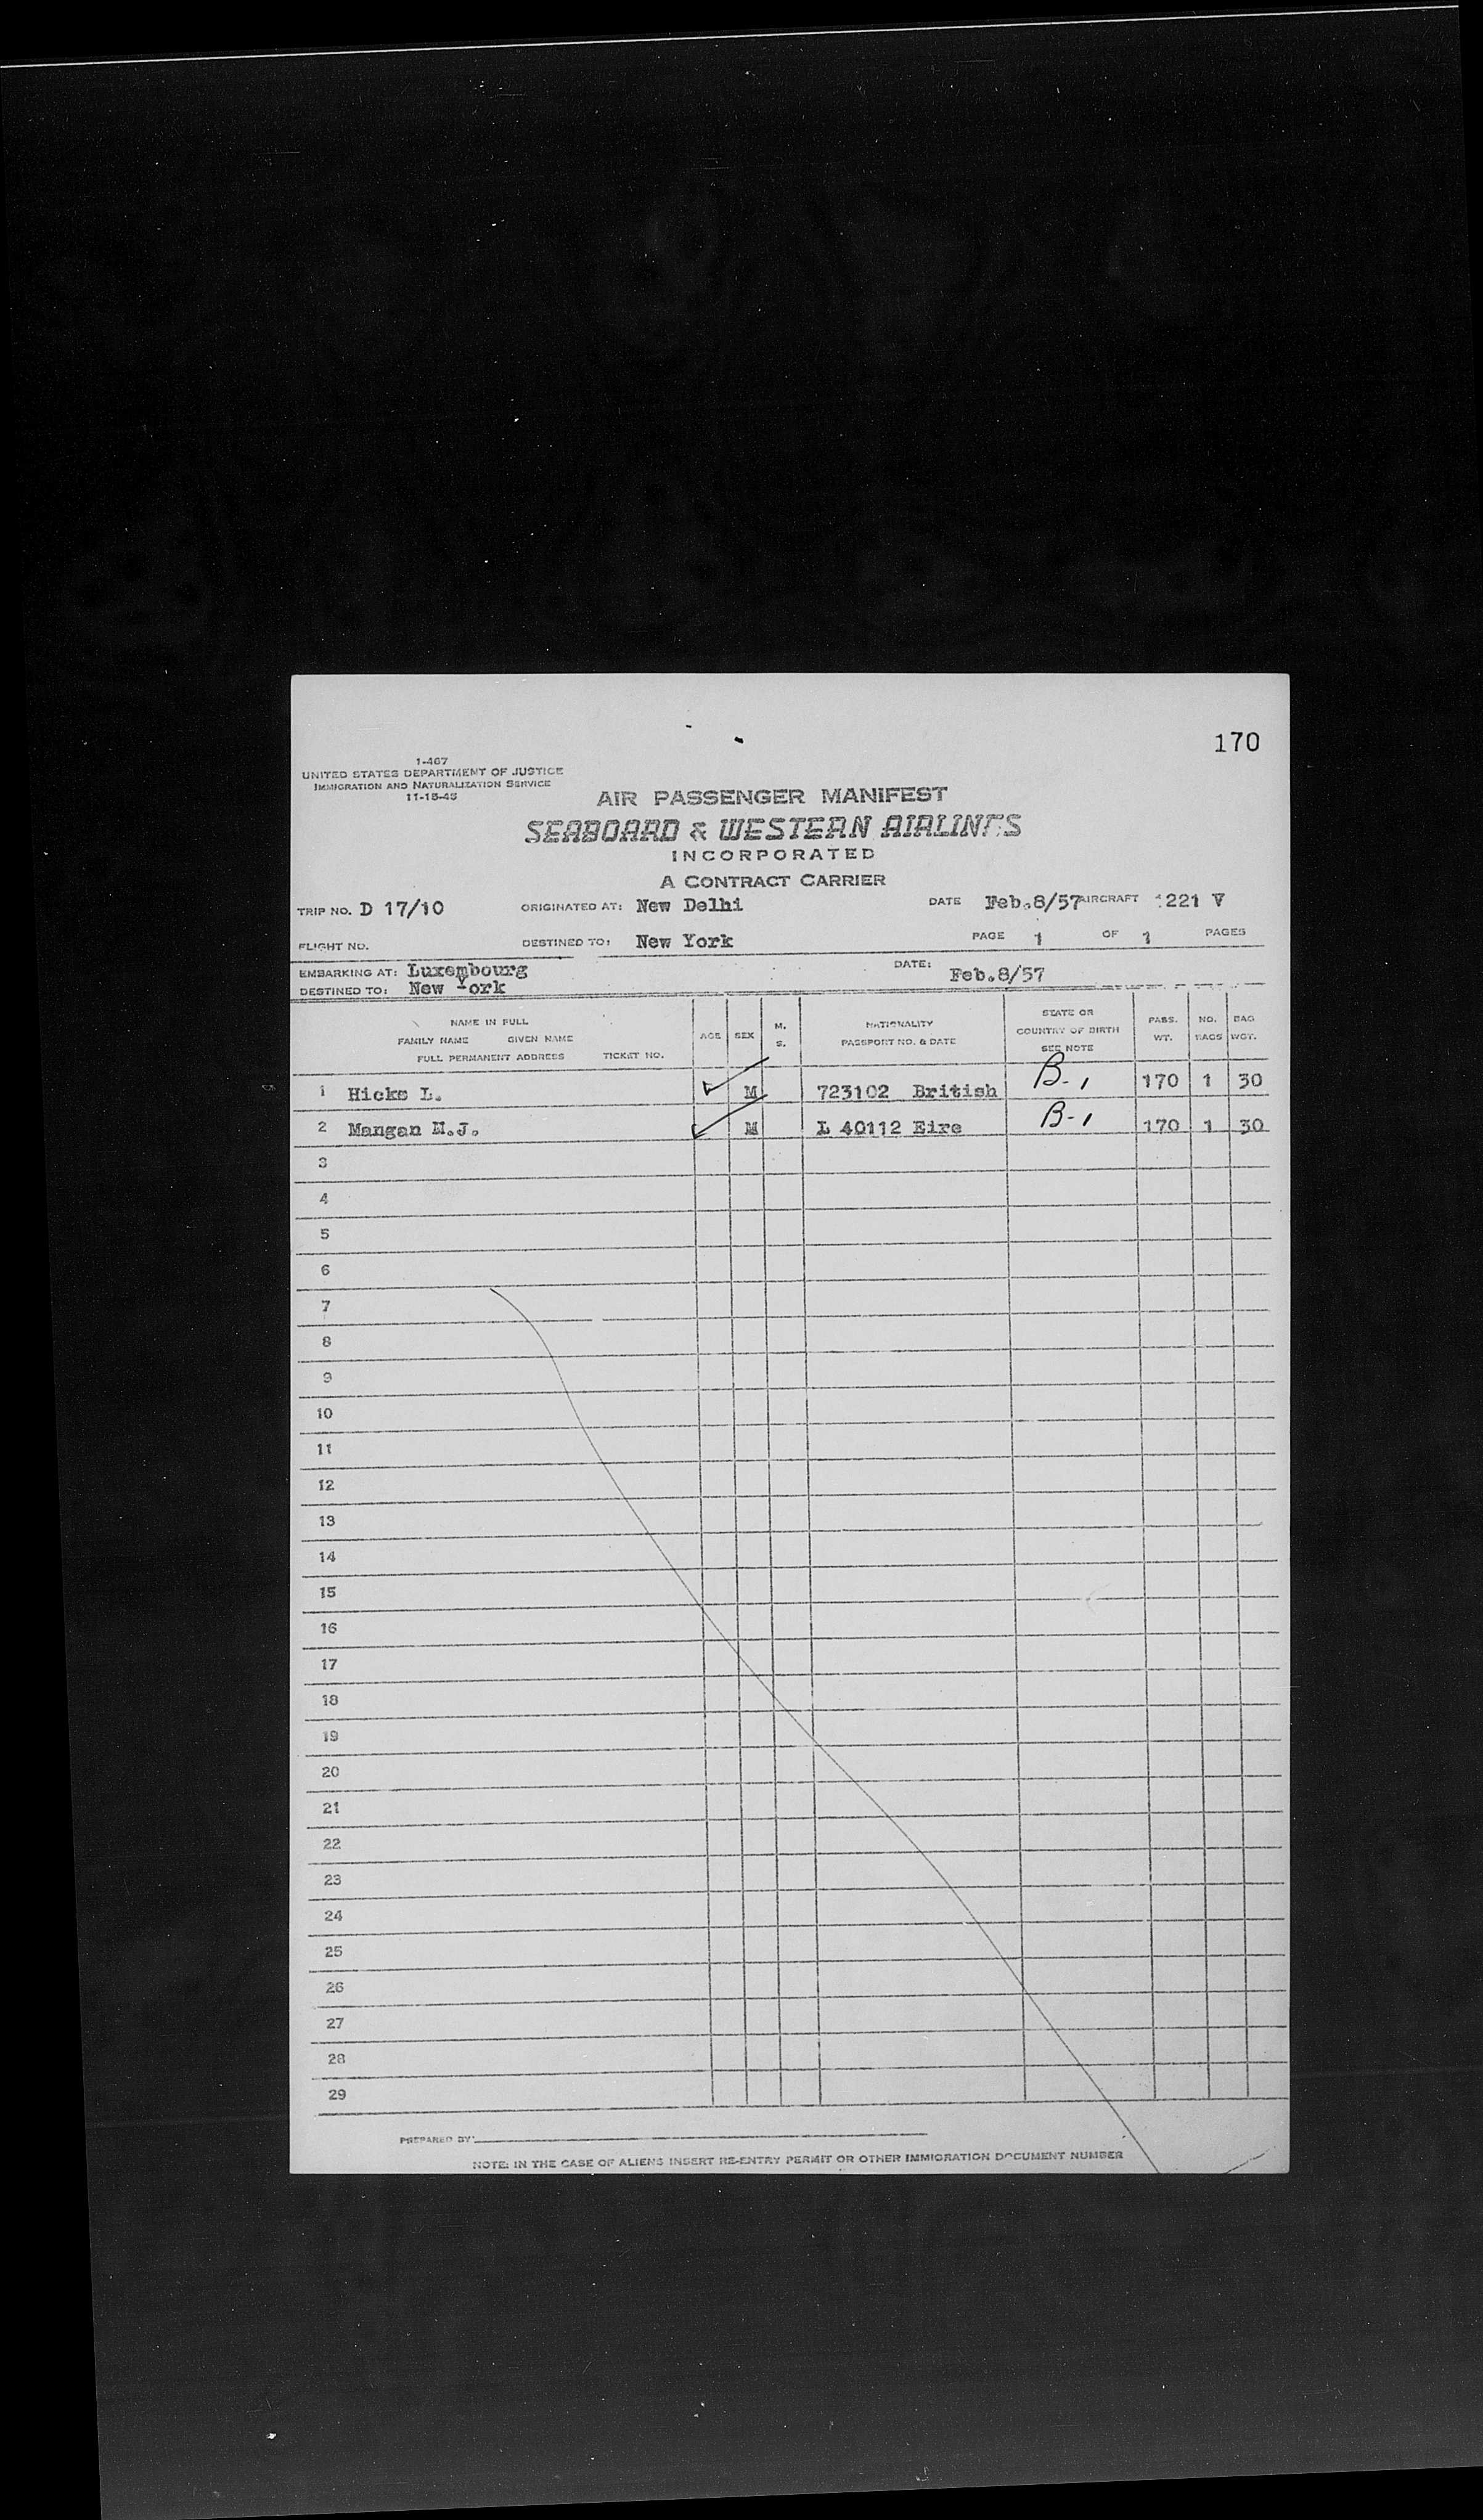 170
1-467
UNITED STATES DEPARTMENT OF JUSTICE
IMMIGRATION AND NATURALIZATION SERVICE
11-15-45
AIR PASSENGER MANIFEST
SEABOARD & WESTERN AIRLINES
INCORPORATED
A CONTRACT CARRIER
TRIP NO. D 17/10 ORIGINATED AT: New Delhi DATE Feb.8/57 AIRCRAFT 1221 V
FLIGHT NO. DESTINED TO: New York PAGE 1 OF 1 PAGES
EMBARKING AT: Luxembourg DATE: Feb.8/57
DESTINED TO: New York
NAME IN FULL
FAMILY NAME GIVEN NAME
FULL PERMANENT ADDRESS TICKET NO.
AGE SEX M. S.
NATIONALITY
PASSPORT NO. & DATE
STATE OR
COUNTRY OF BIRTH
SEE NOTE
PASS. WT.
NO. BAGS
BAG WGT.
1 Hicks L. M 723102 British B-1 170 1 30
2 Mangan M.J. M L 40112 Eire B-1 170 1 30
3
4
5
6
7
8
9
10
11
12
13
14
15
16
17
18
19
20
21
22
23
24
25
26
27
28
29
PREPARED BY:
NOTE: IN THE CASE OF ALIENS INSERT RE-ENTRY PERMIT OR OTHER IMMIGRATION DOCUMENT NUMBER